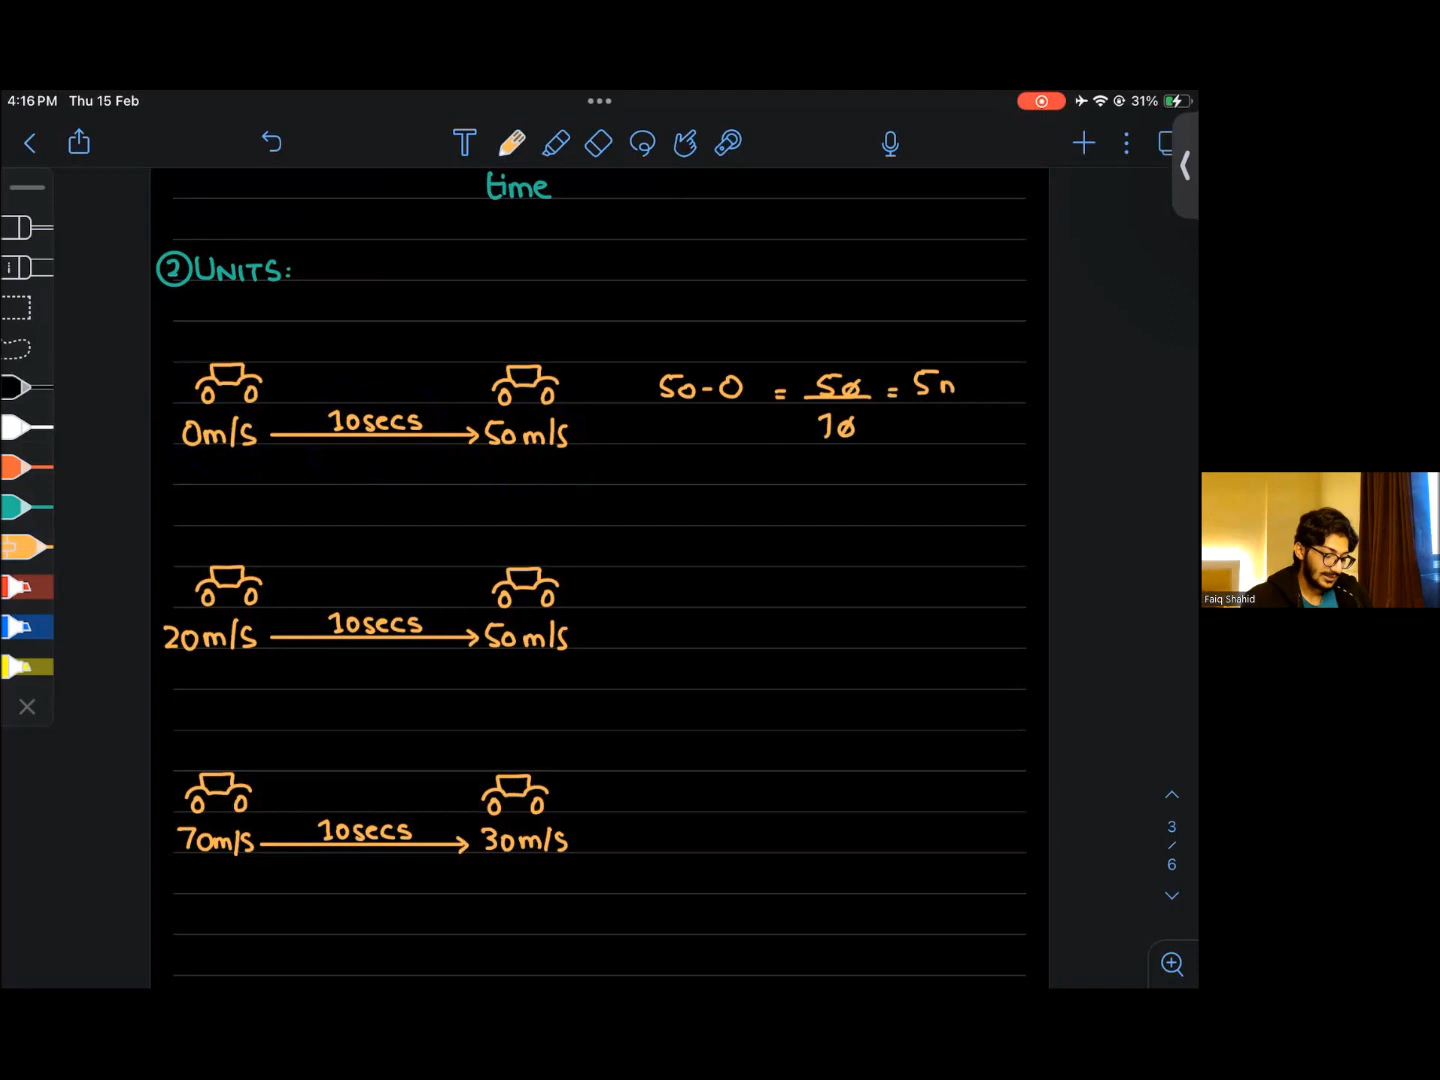 4:16 PM Thu 15 Feb
31%
time
② UNITS:
50-0 = 50/10 = 5n
10secs
0m/s 50m/s
10secs
20m/s 50m/s
10secs
70m/s 30m/s
3
/
6
Faiq Shahid